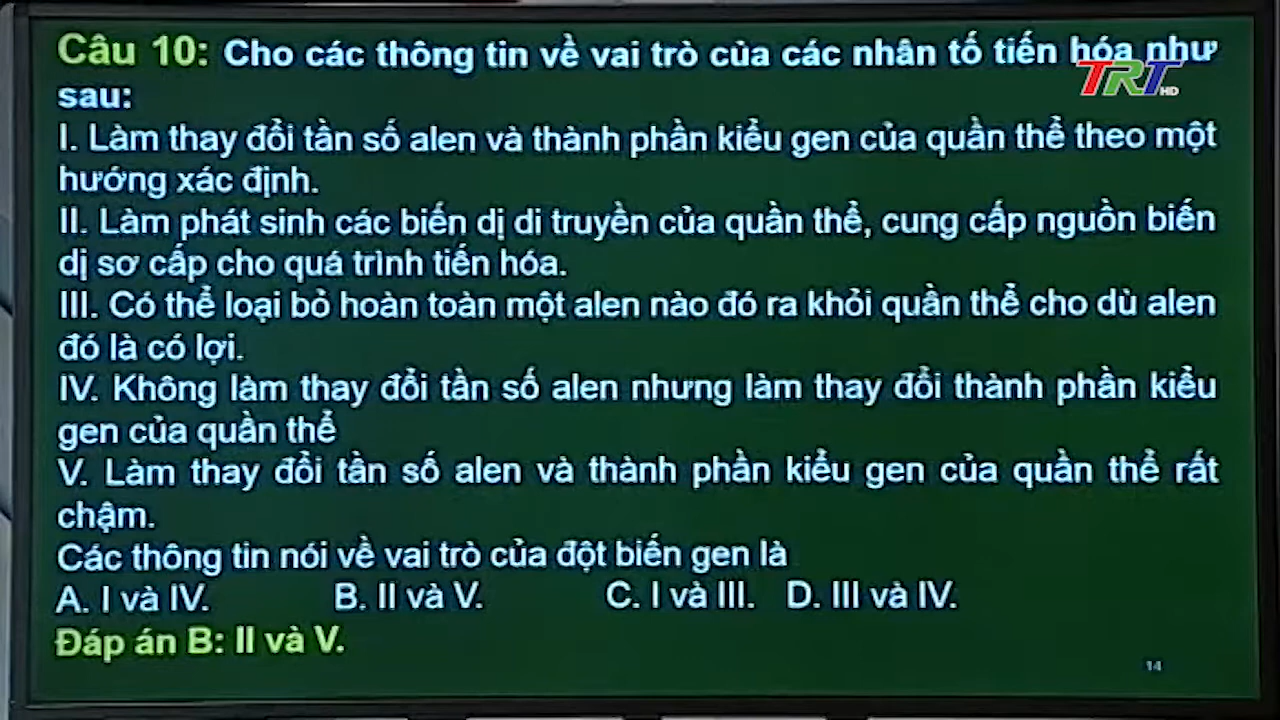 Câu 10: Cho các thông tin về vai trò của các nhân tố tiến hóa như
sau:
TRT HD
I. Làm thay đổi tần số alen và thành phần kiểu gen của quần thể theo một
hướng xác định.
II. Làm phát sinh các biến dị di truyền của quần thể, cung cấp nguồn biến
dị sơ cấp cho quá trình tiến hóa.
III. Có thể loại bỏ hoàn toàn một alen nào đó ra khỏi quần thể cho dù alen
đó là có lợi.
IV. Không làm thay đổi tần số alen nhưng làm thay đổi thành phần kiểu
gen của quần thể
V. Làm thay đổi tần số alen và thành phần kiểu gen của quần thể rất
chậm.
Các thông tin nói về vai trò của đột biến gen là
A. I và IV. B. II và V. C. I và III. D. III và IV.
Đáp án B: II và V.
14